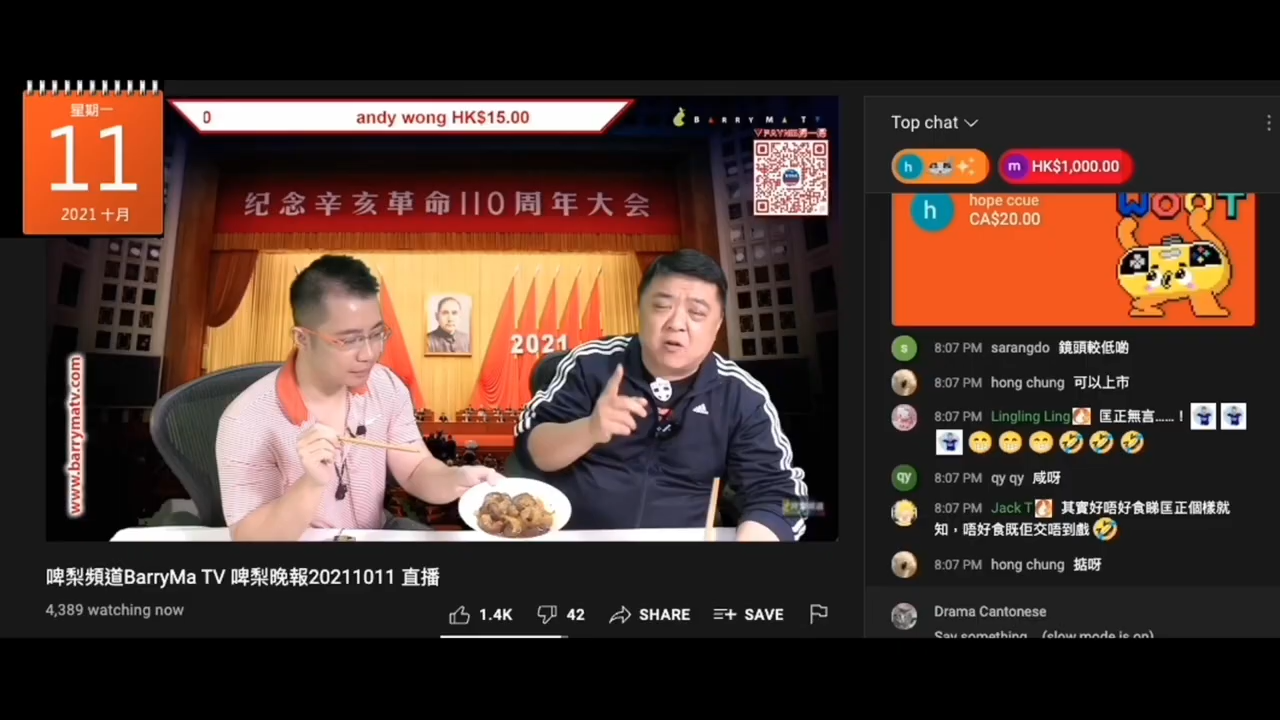 星期一
11
2021 十月
0
andy wong HK$15.00
BARRYMATV
纪念辛亥革命110周年大会
2021
www.barrymatv.com
啤梨頻道BarryMa TV 啤梨晚報20211011 直播
4,389 watching now
1.4K
42
SHARE
SAVE
Top chat
h
m HK$1,000.00
h
hope ccue
CA$20.00
WOOT
s 8:07 PM sarangdo 鏡頭較低啲
8:07 PM hong chung 可以上市
8:07 PM Lingling Ling 匡正無言......！
qy 8:07 PM qy qy 咸呀
8:07 PM Jack T 其實好唔好食睇匡正個樣就
知，唔好食既佢交唔到戲
8:07 PM hong chung 掂呀
Drama Cantonese
Say something... (slow mode is on)